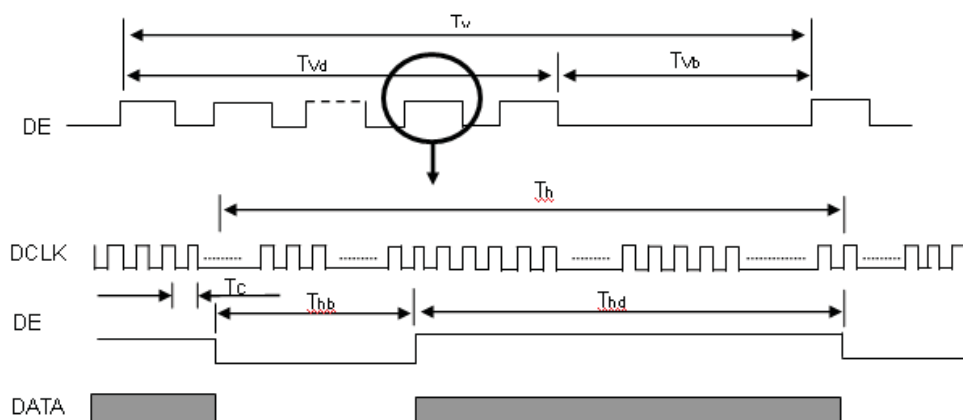 Tv
TVd
TVb
DE
Th
DCLK
Tc
Thb
Thd
DE
DATA